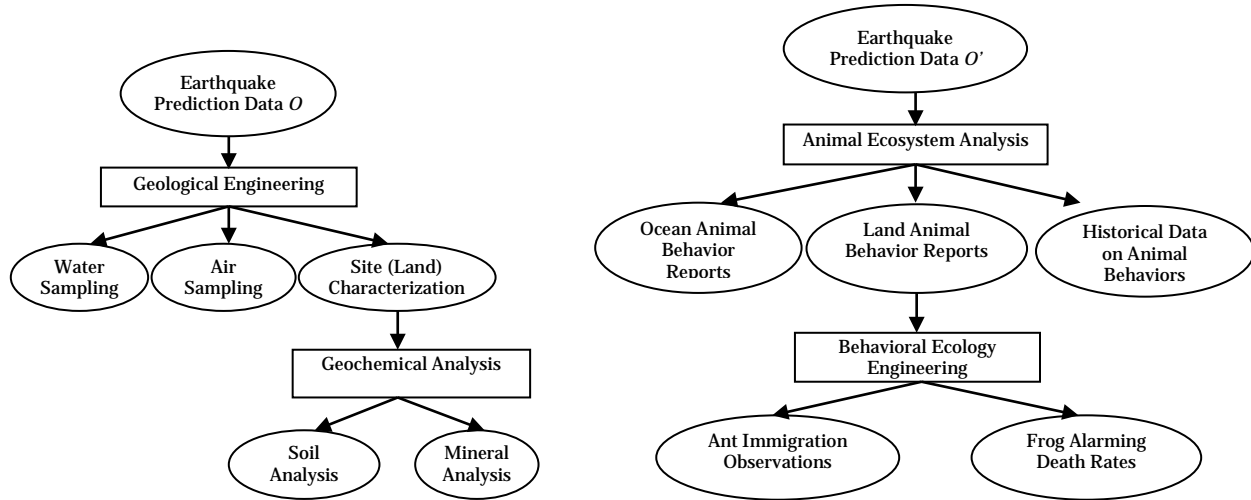 Earthquake
Prediction Data O
Geological Engineering
Water
Sampling
Air
Sampling
Site (Land)
Characterization
Geochemical Analysis
Soil
Analysis
Mineral
Analysis
Earthquake
Prediction Data O'
Animal Ecosystem Analysis
Ocean Animal
Behavior
Reports
Land Animal
Behavior Reports
Historical Data
on Animal
Behaviors
Behavioral Ecology
Engineering
Ant Immigration
Observations
Frog Alarming
Death Rates